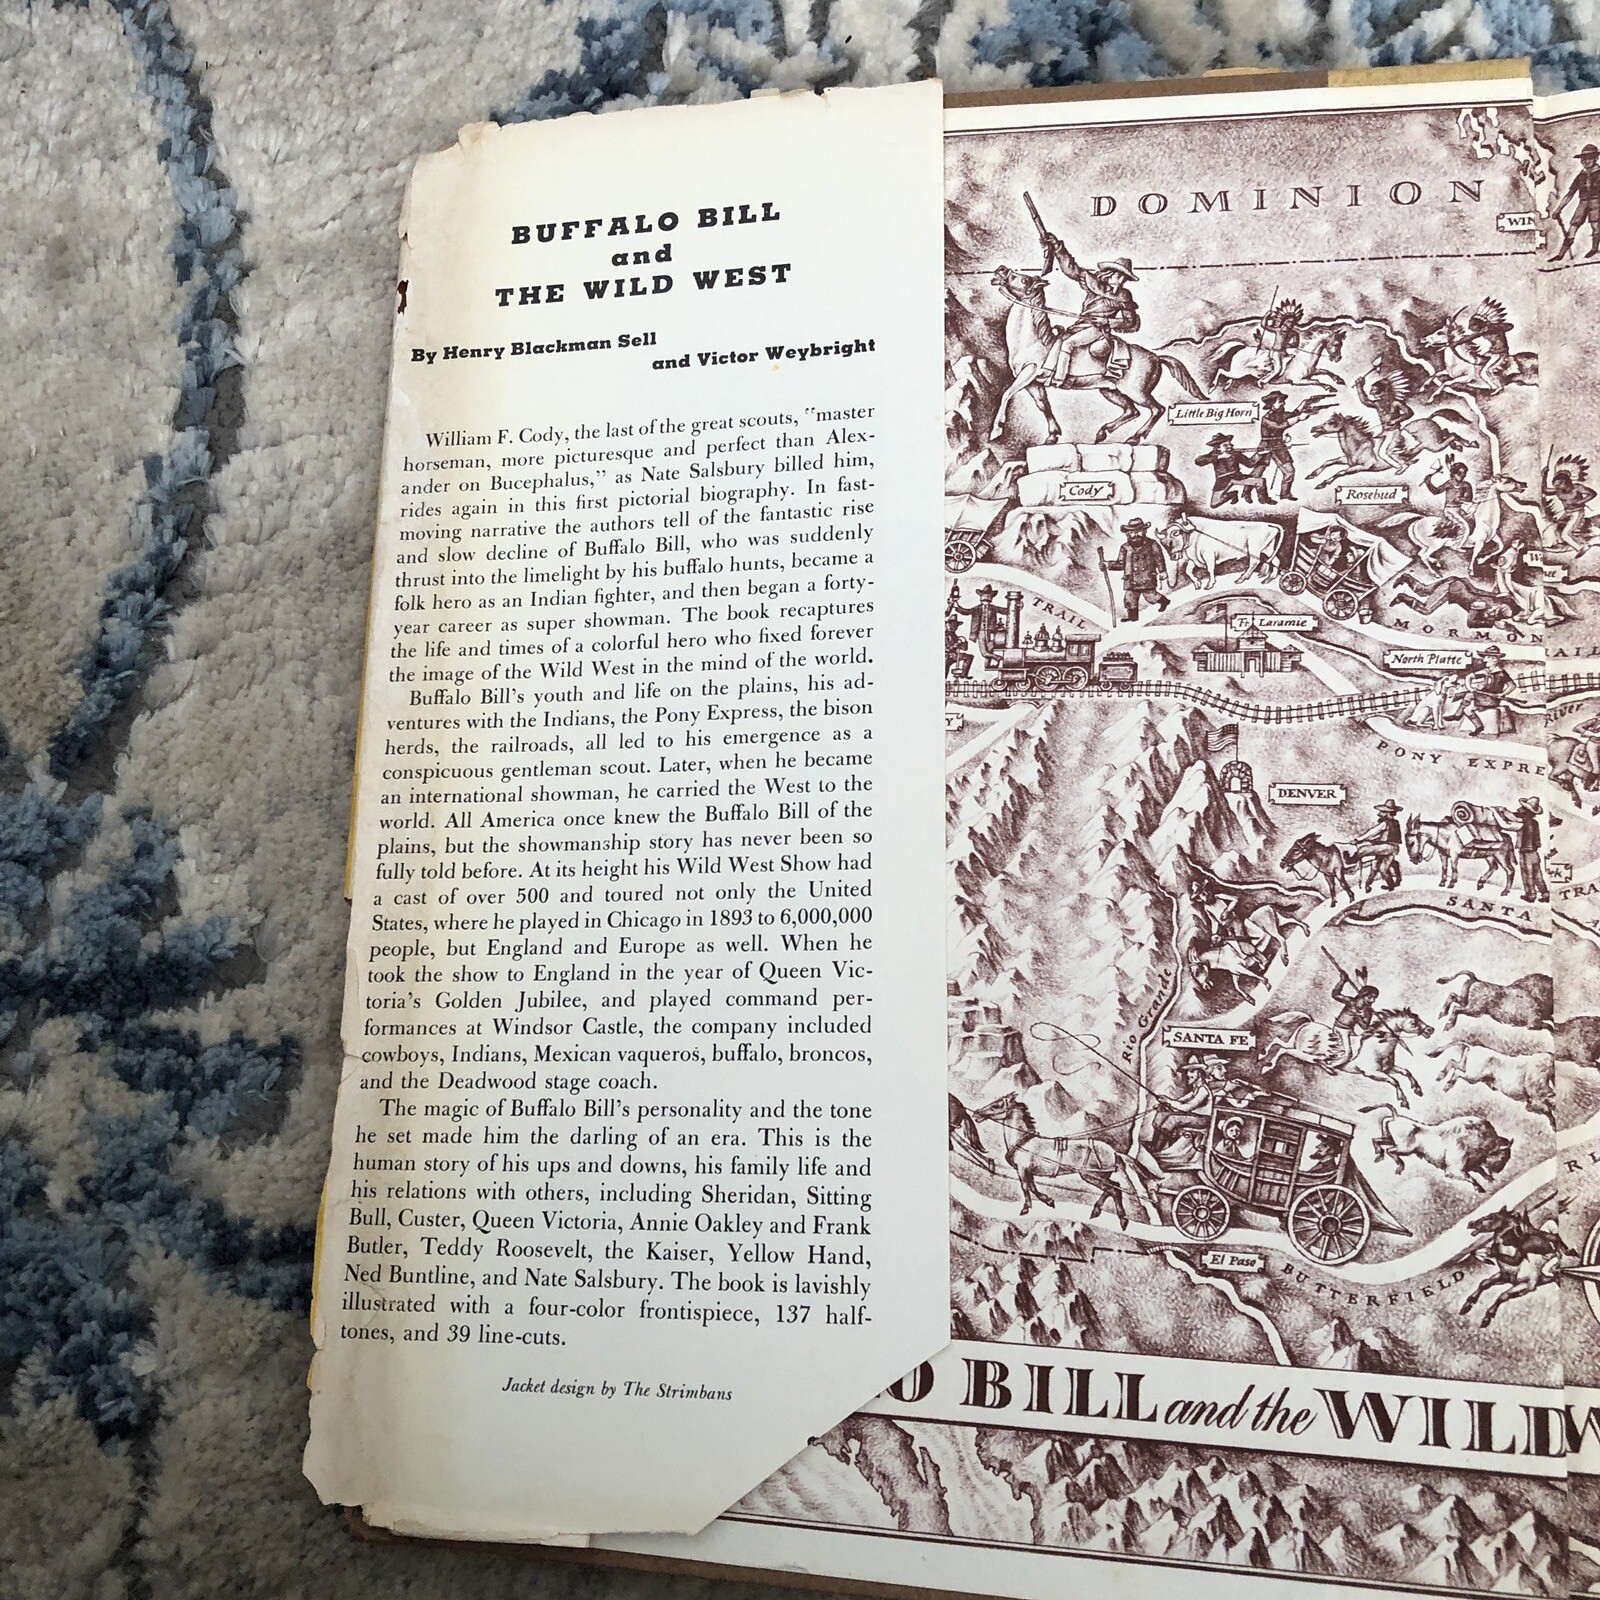 BUFFALO BILL
and
THE WILD WEST
By Henry Blackman Sell
and Victor Weybright
William F. Cody, the last of the great scouts, "master
horseman, more picturesque and perfect than Alex-
ander on Bucephalus," as Nate Salsbury billed him,
rides again in this first pictorial biography. In fast-
moving narrative the authors tell of the fantastic rise
and slow decline of Buffalo Bill, who was suddenly
thrust into the limelight by his buffalo hunts, became a
folk hero as an Indian fighter, and then began a forty-
year career as super showman. The book recaptures
the life and times of a colorful hero who fixed forever
the image of the Wild West in the mind of the world.
Buffalo Bill's youth and life on the plains, his ad-
ventures with the Indians, the Pony Express, the bison
herds, the railroads, all led to his emergence as a
conspicuous gentleman scout. Later, when he became
an international showman, he carried the West to the
world. All America once knew the Buffalo Bill of the
plains, but the showmanship story has never been so
fully told before. At its height his Wild West Show had
a cast of over 500 and toured not only the United
States, where he played in Chicago in 1893 to 6,000,000
people, but England and Europe as well. When he
took the show to England in the year of Queen Vic-
toria's Golden Jubilee, and played command per-
formances at Windsor Castle, the company included
cowboys, Indians, Mexican vaqueros, buffalo, broncos,
and the Deadwood stage coach.
The magic of Buffalo Bill's personality and the tone
he set made him the darling of an era. This is the
human story of his ups and downs, his family life and
his relations with others, including Sheridan, Sitting
Bull, Custer, Queen Victoria, Annie Oakley and Frank
Butler, Teddy Roosevelt, the Kaiser, Yellow Hand,
Ned Buntline, and Nate Salsbury. The book is lavishly
illustrated with a four-color frontispiece, 137 half-
tones, and 39 line-cuts.
Jacket design by The Strimbans
DOMINION
WIN
Little Big Horn
Cody
Rosebud
TRAIL
Ft. Laramie
MORMON
North Platte
River
PONY EXPRE
DENVER
SANTA
TRA
Rio Grande
SANTA FE
El Paso
BUTTERFIELD
O BILL and the WILD W